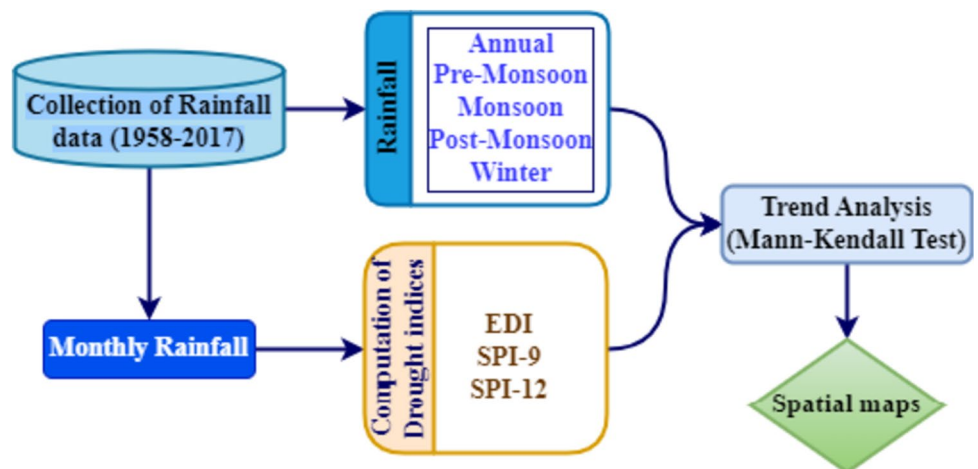 Collection of Rainfall
data (1958-2017)
Rainfall
Annual
Pre-Monsoon
Monsoon
Post-Monsoon
Winter
Monthly Rainfall
Computation of
Drought indices
EDI
SPI-9
SPI-12
Trend Analysis
(Mann-Kendall Test)
Spatial maps